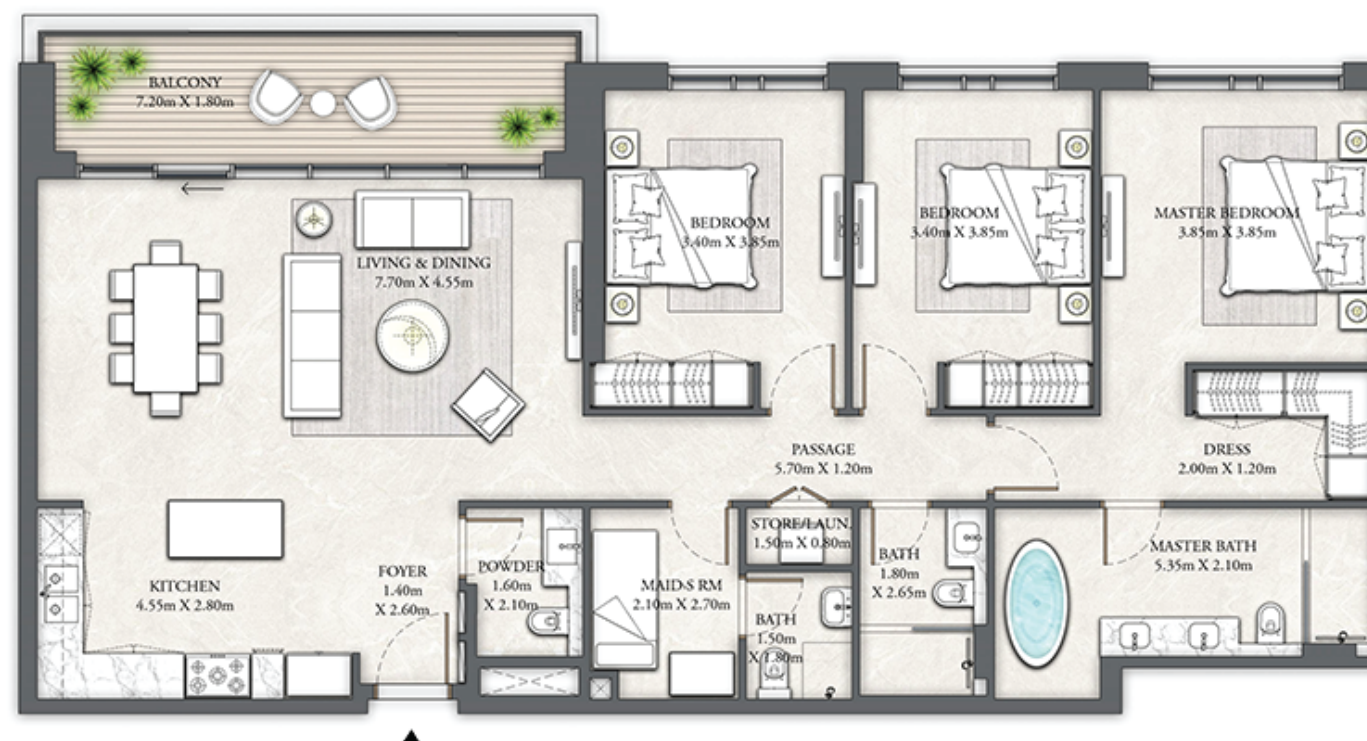 BALCONY
7.20m X 1.80m
BEDROOM
3.40m X 3.85m
BEDROOM
3.40m X 3.85m
MASTER BEDROOM
3.85m X 3.85m
LIVING & DINING
7.70m X 4.55m
PASSAGE
5.70m X 1.20m
DRESS
2.00m X 1.20m
KITCHEN
4.55m X 2.80m
FOYER
1.40m
X 2.60m
POWDER
1.60m
X 2.10m
MAID-S RM
2.10m X 2.70m
STORE/LAUN.
1.50m X 0.80m
BATH
1.50m
X 1.80m
BATH
1.80m
X 2.65m
MASTER BATH
5.35m X 2.10m